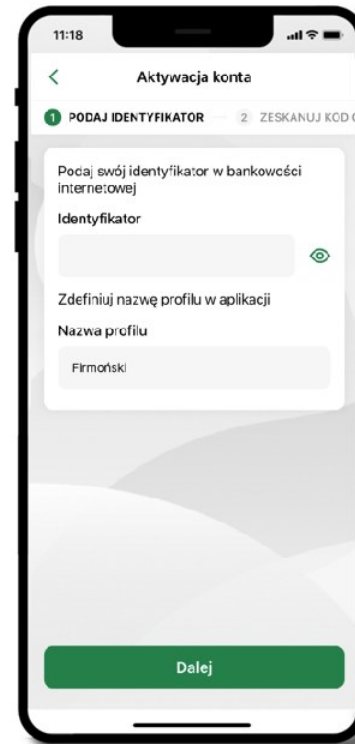 11:18
Aktywacja konta
1 PODAJ IDENTYFIKATOR 2 ZESKANUJ KOD
Podaj swój identyfikator w bankowości
internetowej
Identyfikator
Zdefiniuj nazwę profilu w aplikacji
Nazwa profilu
Firmoński
Dalej